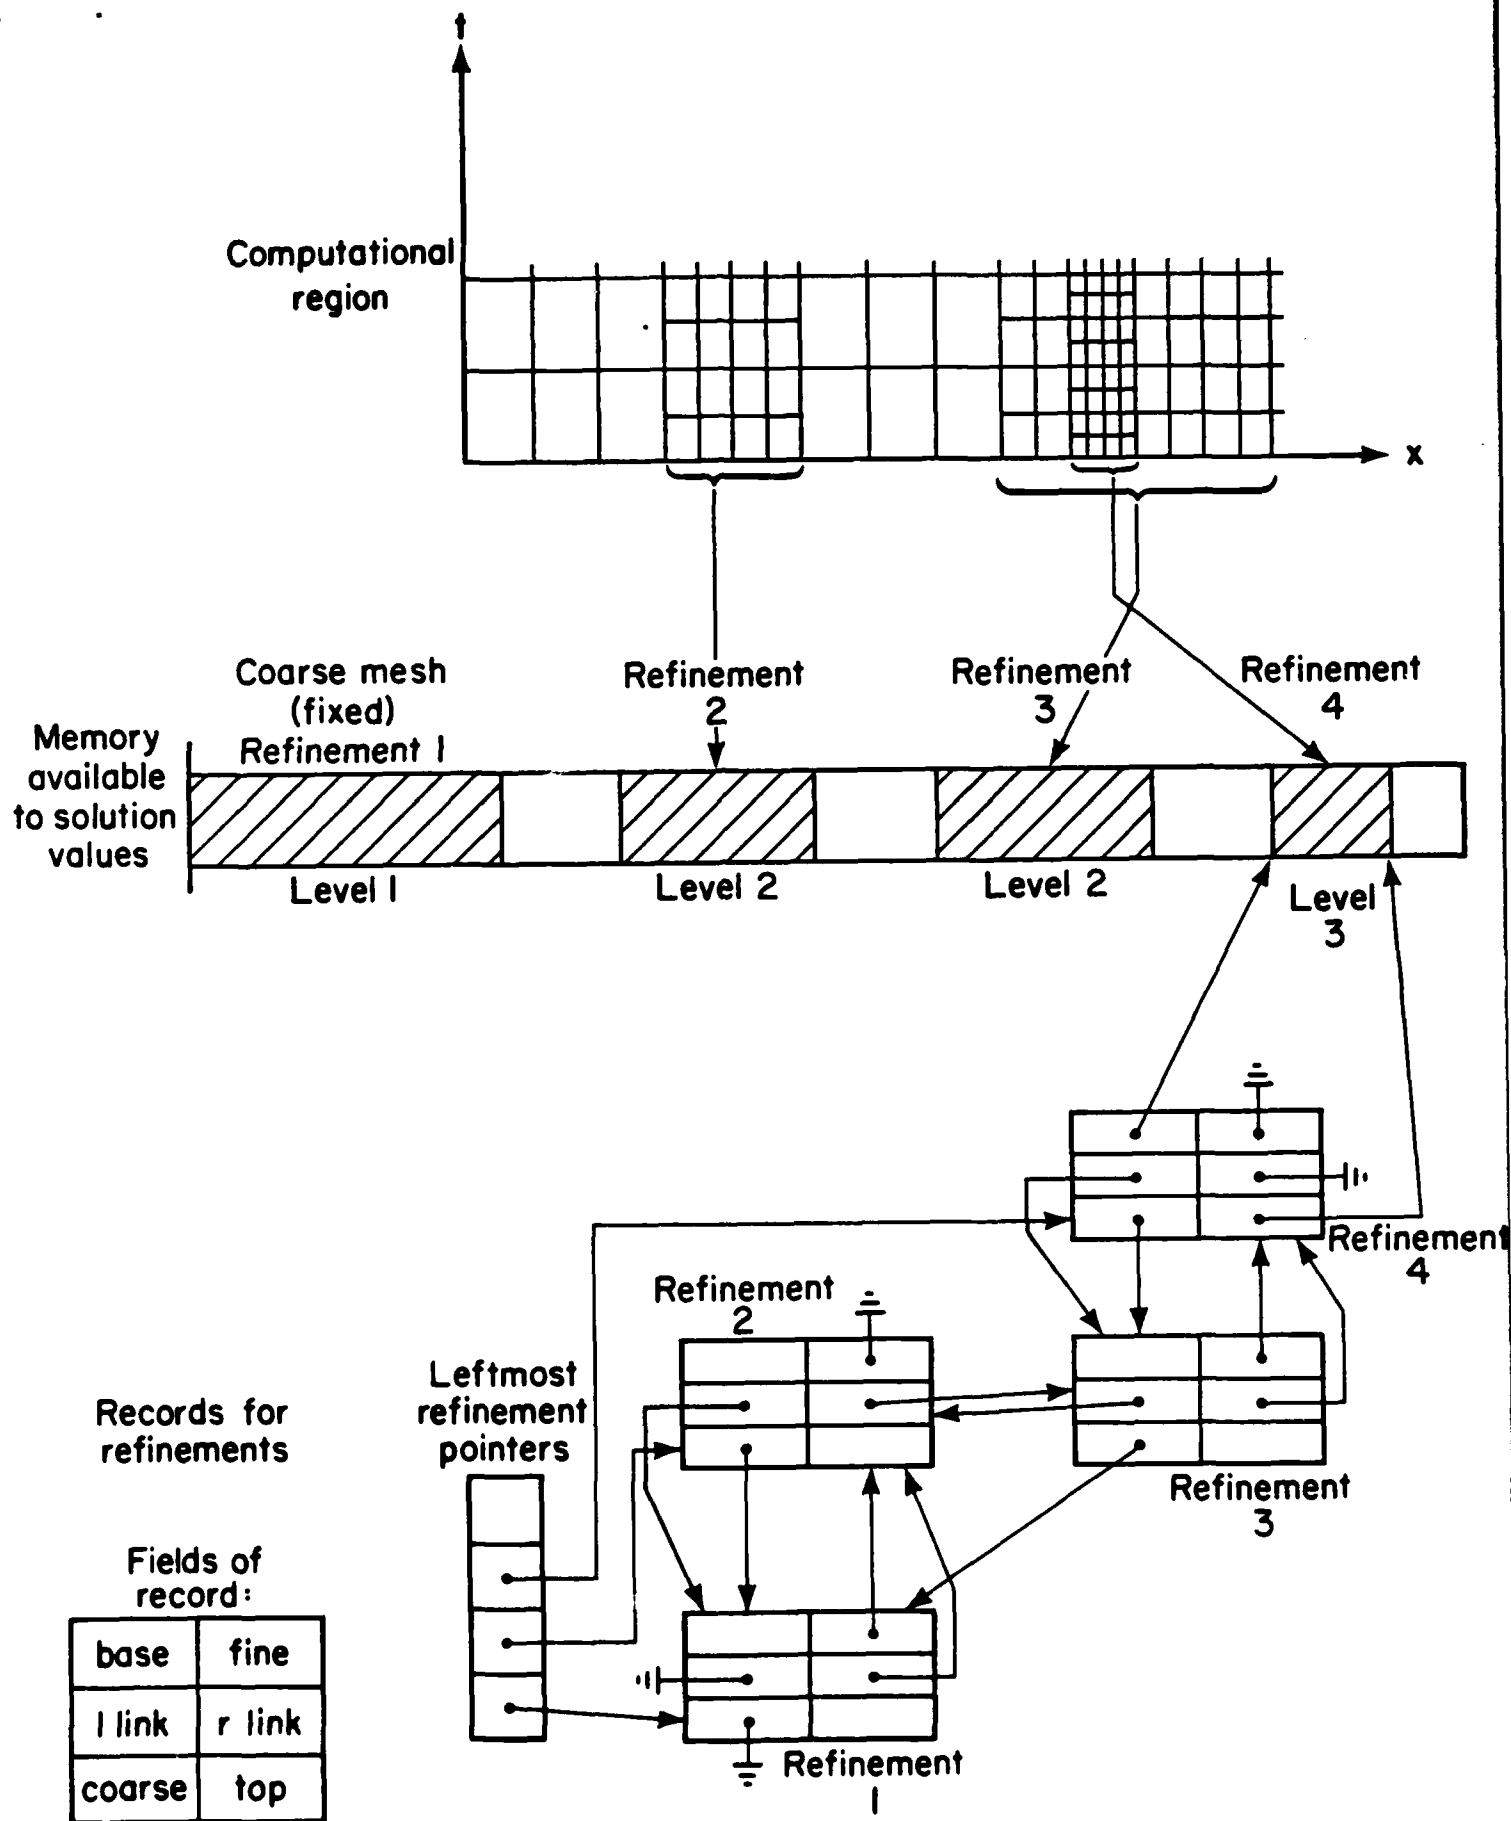 t
Computational
region
x
Coarse mesh
(fixed)
Refinement 1
Refinement
2
Refinement
3
Refinement
4
Memory
available
to solution
values
Level 1
Level 2
Level 2
Level
3
Refinement
4
Refinement
2
Leftmost
refinement
pointers
Records for
refinements
Refinement
3
Fields of
record:
base fine
l link r link
coarse top
Refinement
1